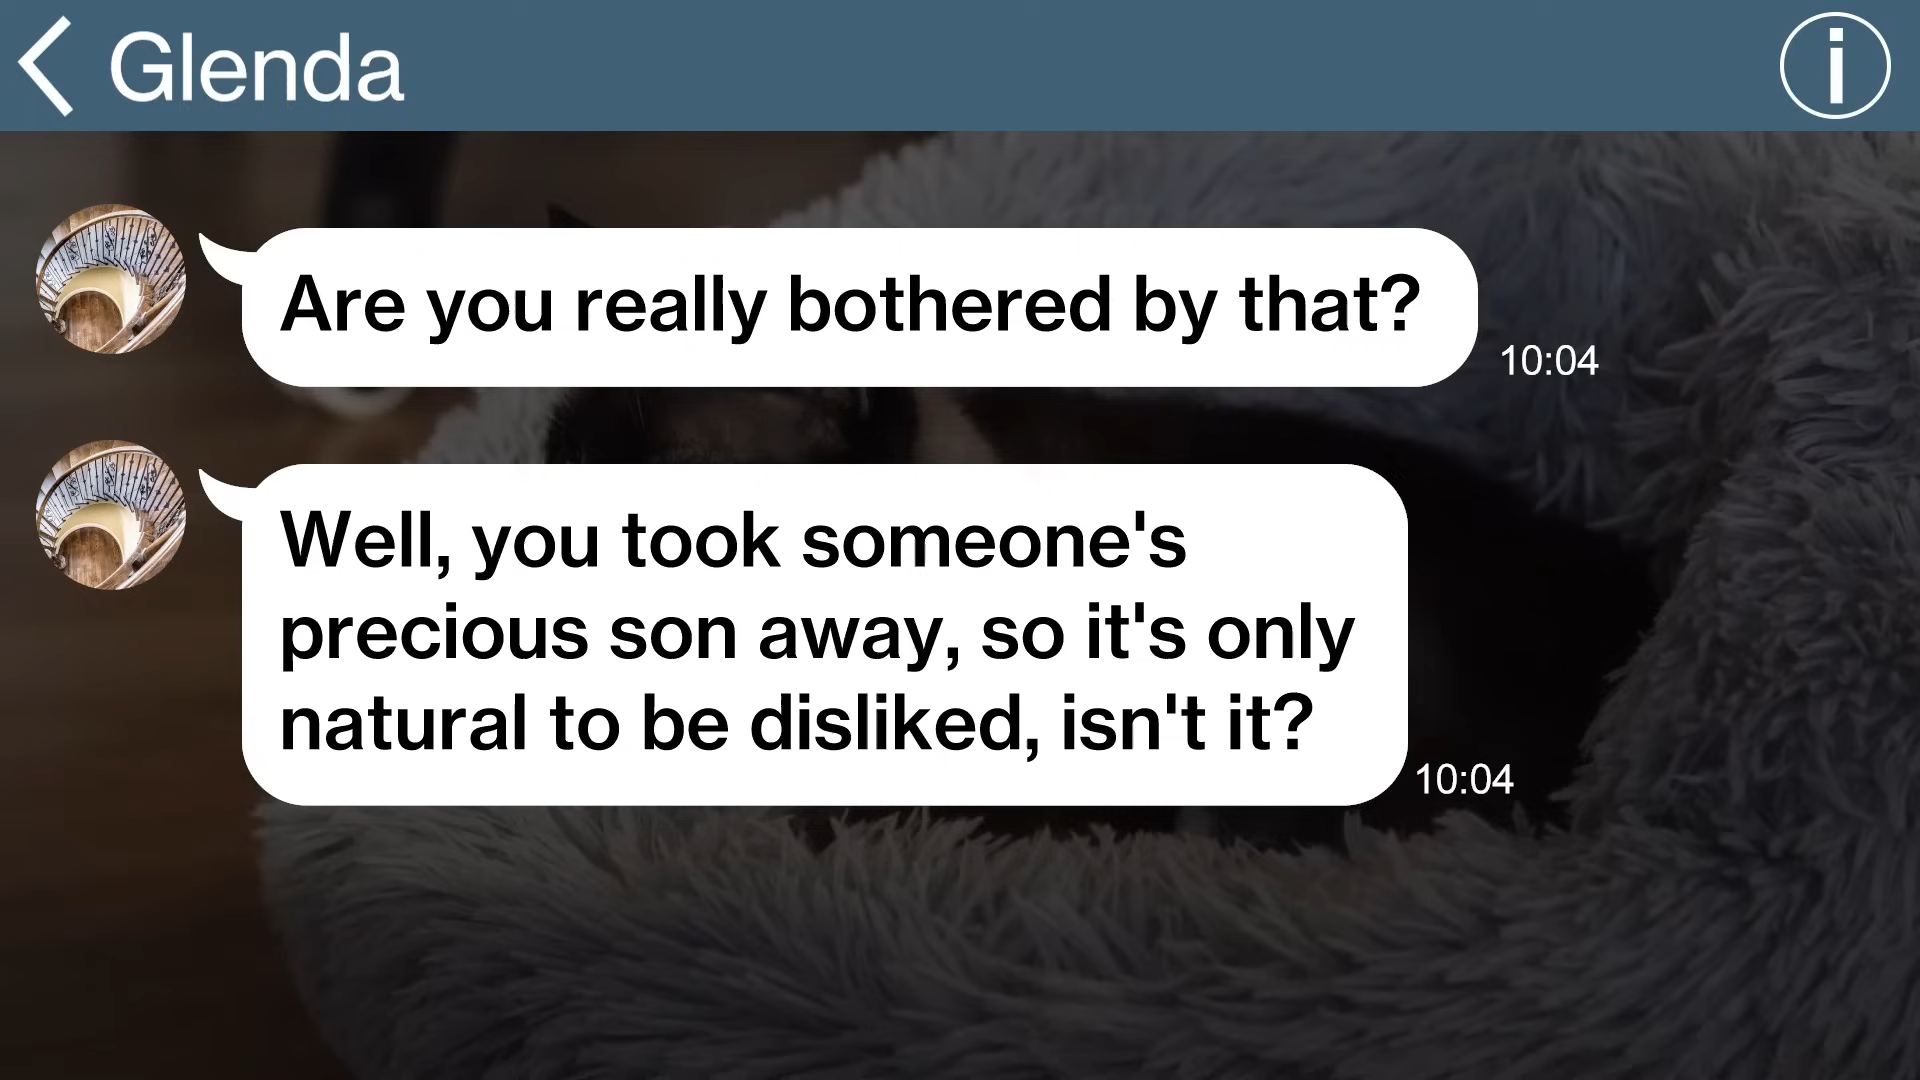 Glenda
Are you really bothered by that?
10:04
Well, you took someone's
precious son away, so it's only
natural to be disliked, isn't it?
10:04